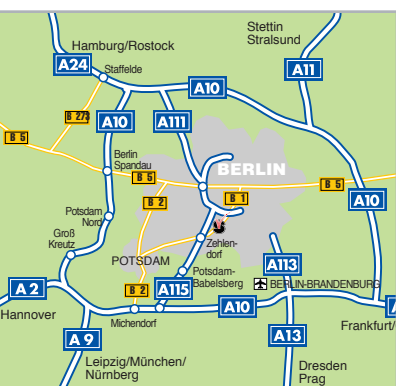 Stettin
Stralsund
Hamburg/Rostock
A24
A11
Staffelde
A10
B 273
A10
A111
B 5
Berlin
Spandau
BERLIN
B 5
B 5
B 2
B 1
A10
Potsdam
Nord
Groß
Kreutz
Zehlen-
dorf
POTSDAM
A113
Potsdam-
Babelsberg
A 2
B 2
A115
BERLIN-BRANDENBURG
A10
Hannover
Michendorf
Frankfurt/
A 9
A13
Leipzig/München/
Nürnberg
Dresden
Prag